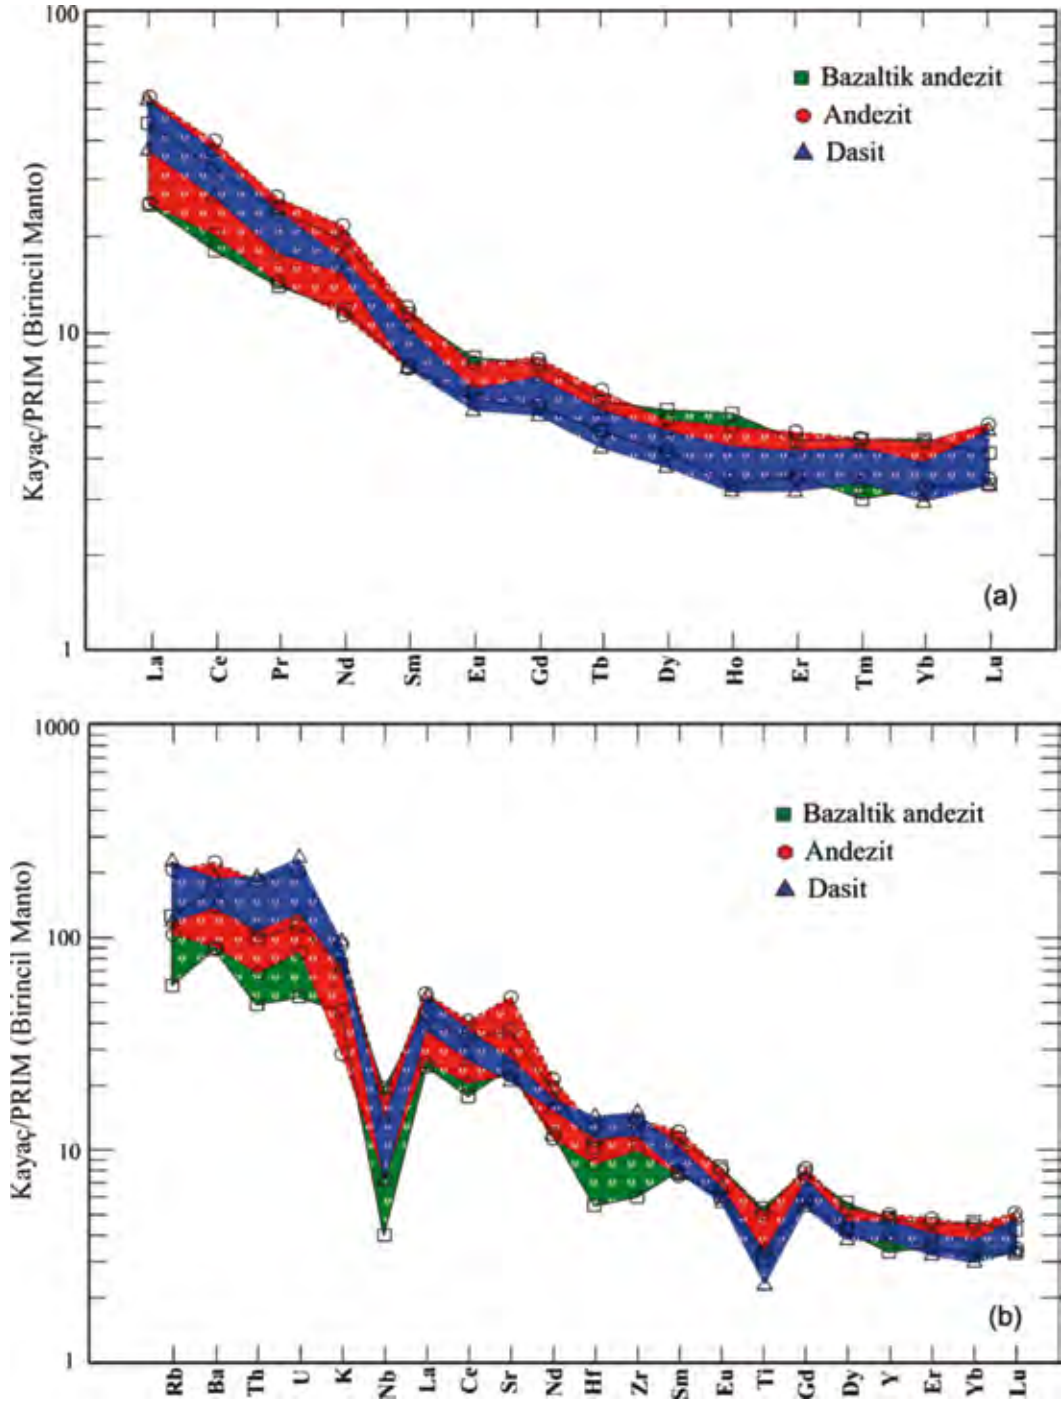 100
Bazaltik andezit
Andezit
Dasit
Kayaç/PRIM (Birincil Manto)
10
(a)
1
La Ce Pr Nd Sm Eu Gd Tb Dy Ho Er Tm Yb Lu
1000
Bazaltik andezit
Andezit
Dasit
Kayaç/PRIM (Birincil Manto)
100
10
(b)
1
Rb Ba Th U K Nb La Ce Sr Nd Hf Zr Sm Eu Ti Gd Dy Y Er Yb Lu